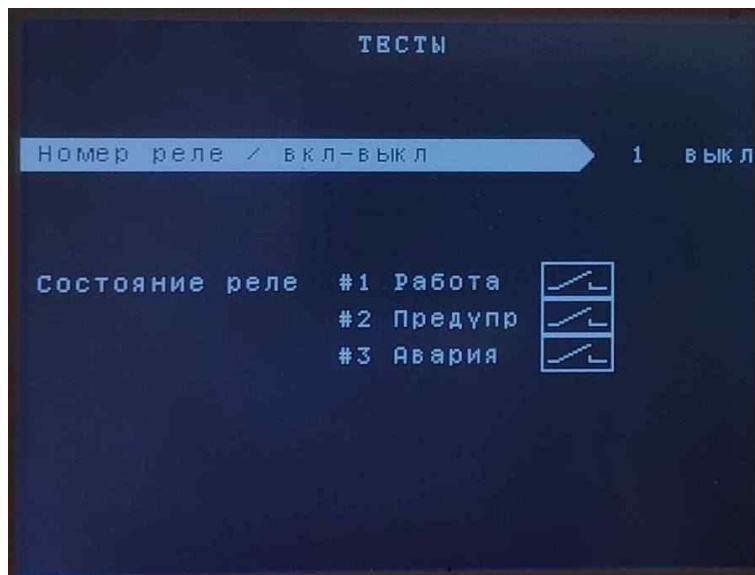 ТЕСТЫ
Номер реле / вкл-выкл 1 выкл
Состояние реле #1 Работа
#2 Предупр
#3 Авария